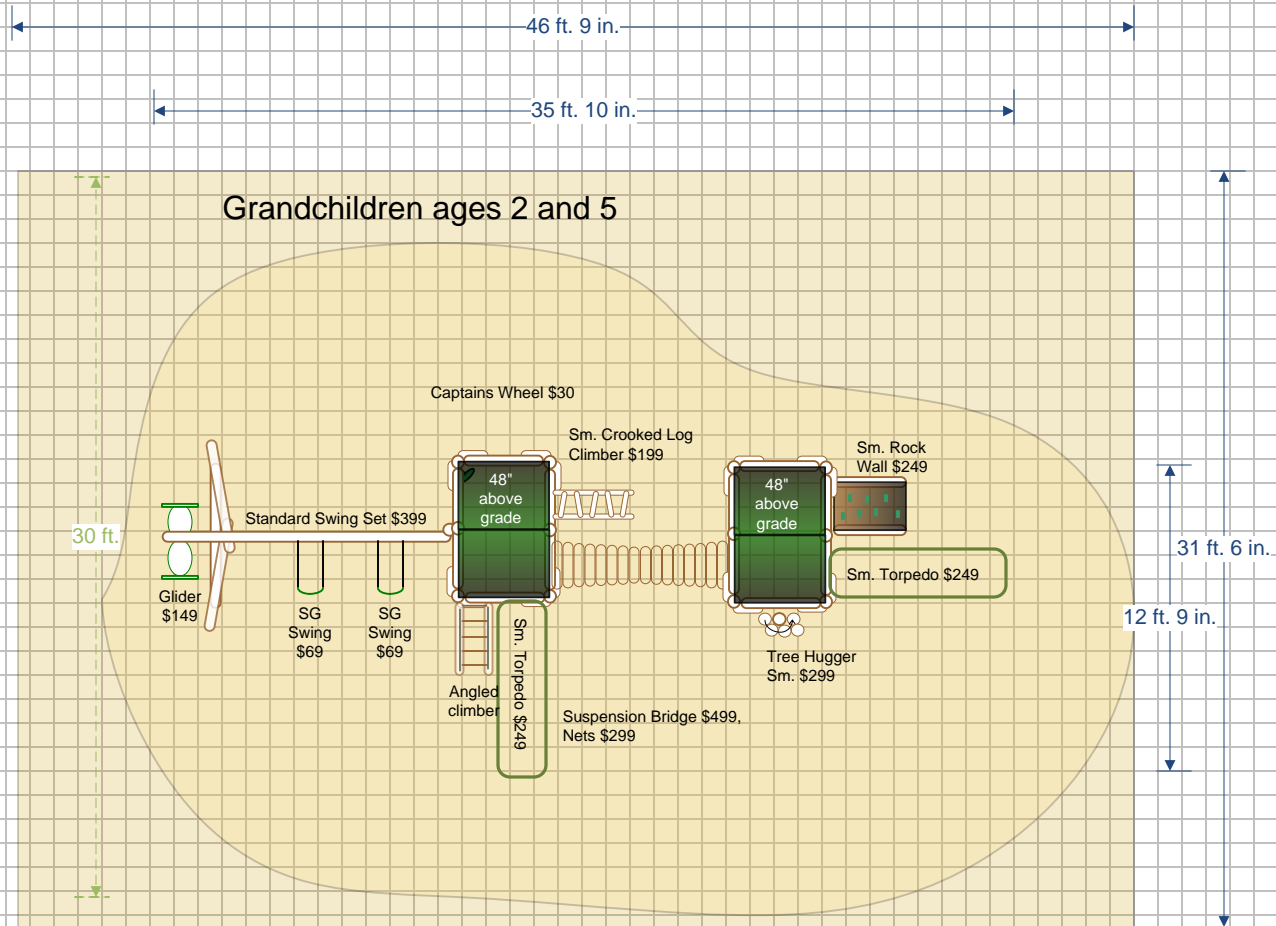 46 ft. 9 in.
35 ft. 10 in.
Grandchildren ages 2 and 5
Captains Wheel $30
Sm. Crooked Log
Climber $199
Sm. Rock
Wall $249
48"
above
grade
48"
above
grade
Standard Swing Set $399
30 ft.
31 ft. 6 in.
Sm. Torpedo $249
Glider
$149
SG
Swing
$69
SG
Swing
$69
12 ft. 9 in.
Sm. Torpedo $249
Tree Hugger
Sm. $299
Angled
climber
Suspension Bridge $499,
Nets $299